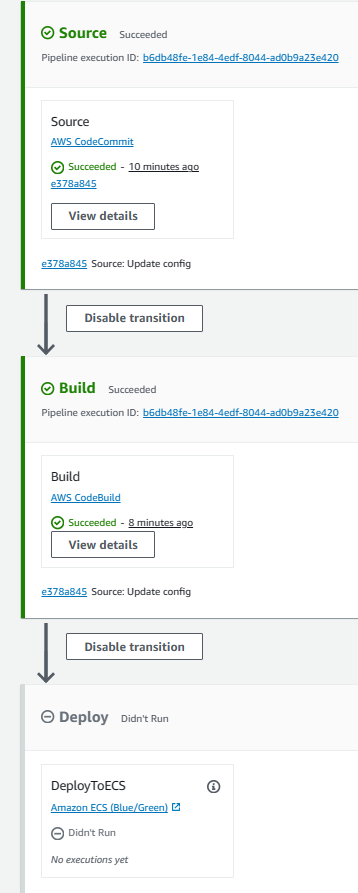 Source Succeeded
Pipeline execution ID: b6db48fe-1e84-4edf-8044-ad0b9a23e420
Source
AWS CodeCommit
Succeeded - 10 minutes ago
e378a845
View details
e378a845 Source: Update config
Disable transition
Build Succeeded
Pipeline execution ID: b6db48fe-1e84-4edf-8044-ad0b9a23e420
Build
AWS CodeBuild
Succeeded - 8 minutes ago
View details
e378a845 Source: Update config
Disable transition
Deploy Didn't Run
DeployToECS
Amazon ECS (Blue/Green)
Didn't Run
No executions yet